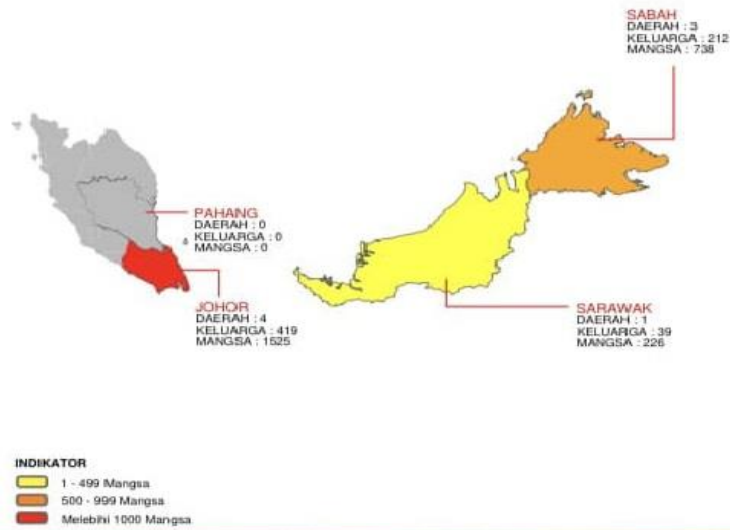 SABAH
DAERAH : 3
KELUARGA : 212
MANGSA : 738
PAHANG
DAERAH : 0
KELUARGA : 0
MANGSA : 0
JOHOR
DAERAH : 4
KELUARGA : 419
MANGSA : 1525
SARAWAK
DAERAH : 1
KELUARGA : 39
MANGSA : 226
INDIKATOR
1 - 499 Mangsa
500 - 999 Mangsa
Melebihi 1000 Mangsa